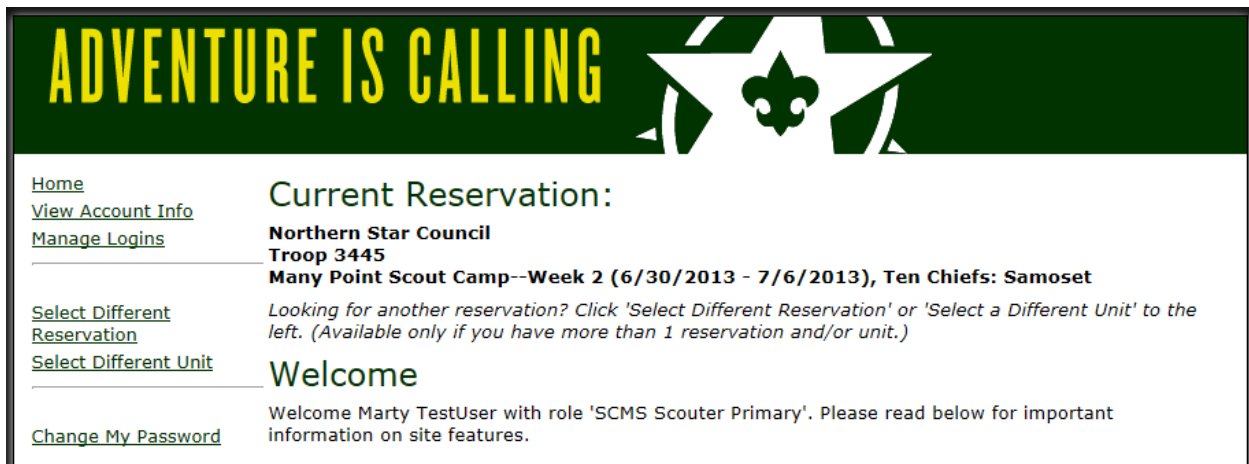 ADVENTURE IS CALLING
Home
View Account Info
Manage Logins
Select Different
Reservation
Select Different Unit
Change My Password
Current Reservation:
Northern Star Council
Troop 3445
Many Point Scout Camp--Week 2 (6/30/2013 - 7/6/2013), Ten Chiefs: Samoset
Looking for another reservation? Click 'Select Different Reservation' or 'Select a Different Unit' to the
left. (Available only if you have more than 1 reservation and/or unit.)
Welcome
Welcome Marty TestUser with role 'SCMS Scouter Primary'. Please read below for important
information on site features.